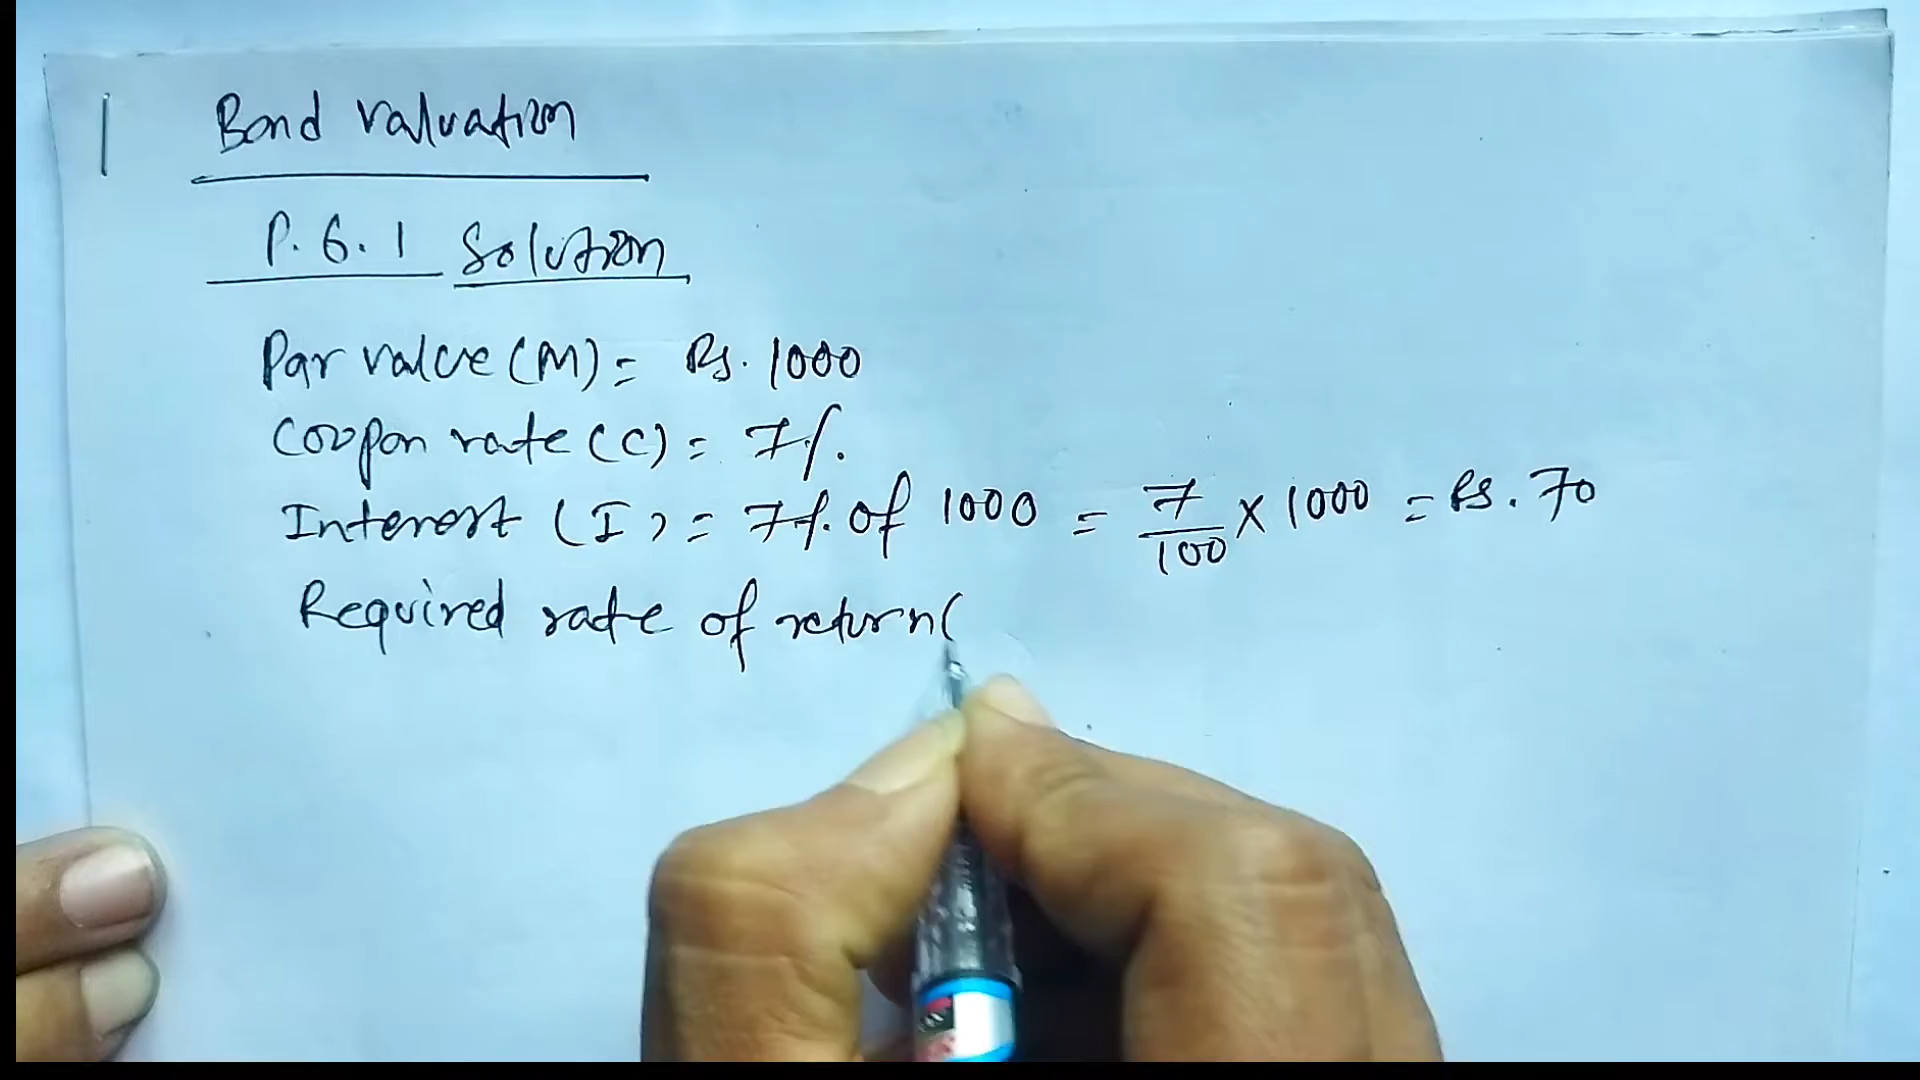 Bond valuation
P. 6. 1 Solution
Par value (M) = Rs. 1000
Coopon rate (C) = 7%.
Interest (I) = 7% of 1000 = 7/100 × 1000 = Rs. 70
Required rate of return (